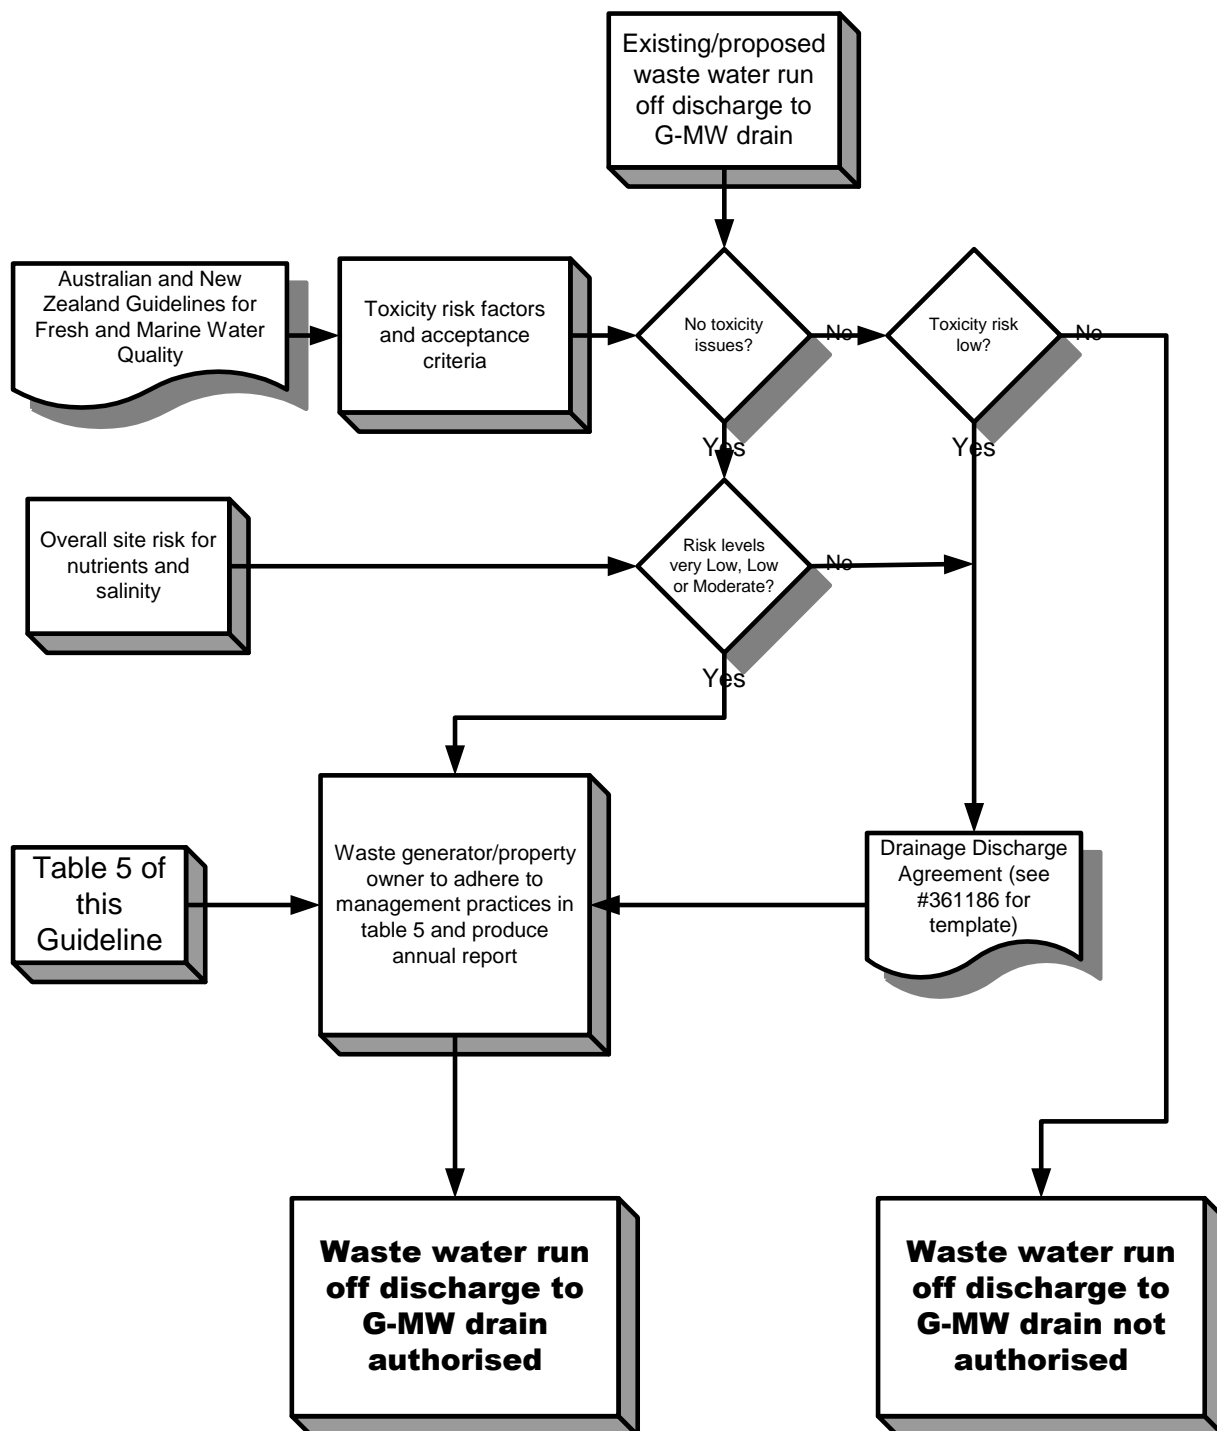 Existing/proposed
waste water run
off discharge to
G-MW drain
Australian and New
Zealand Guidelines for
Fresh and Marine Water
Quality
Toxicity risk factors
and acceptance
criteria
No toxicity
issues?
No
Toxicity risk
low?
No
Yes
Yes
Overall site risk for
nutrients and
salinity
Risk levels
very Low, Low
or Moderate?
No
Yes
Table 5 of
this
Guideline
Waste generator/property
owner to adhere to
management practices in
table 5 and produce
annual report
Drainage Discharge
Agreement (see
#361186 for
template)
Waste water run
off discharge to
G-MW drain
authorised
Waste water run
off discharge to
G-MW drain not
authorised